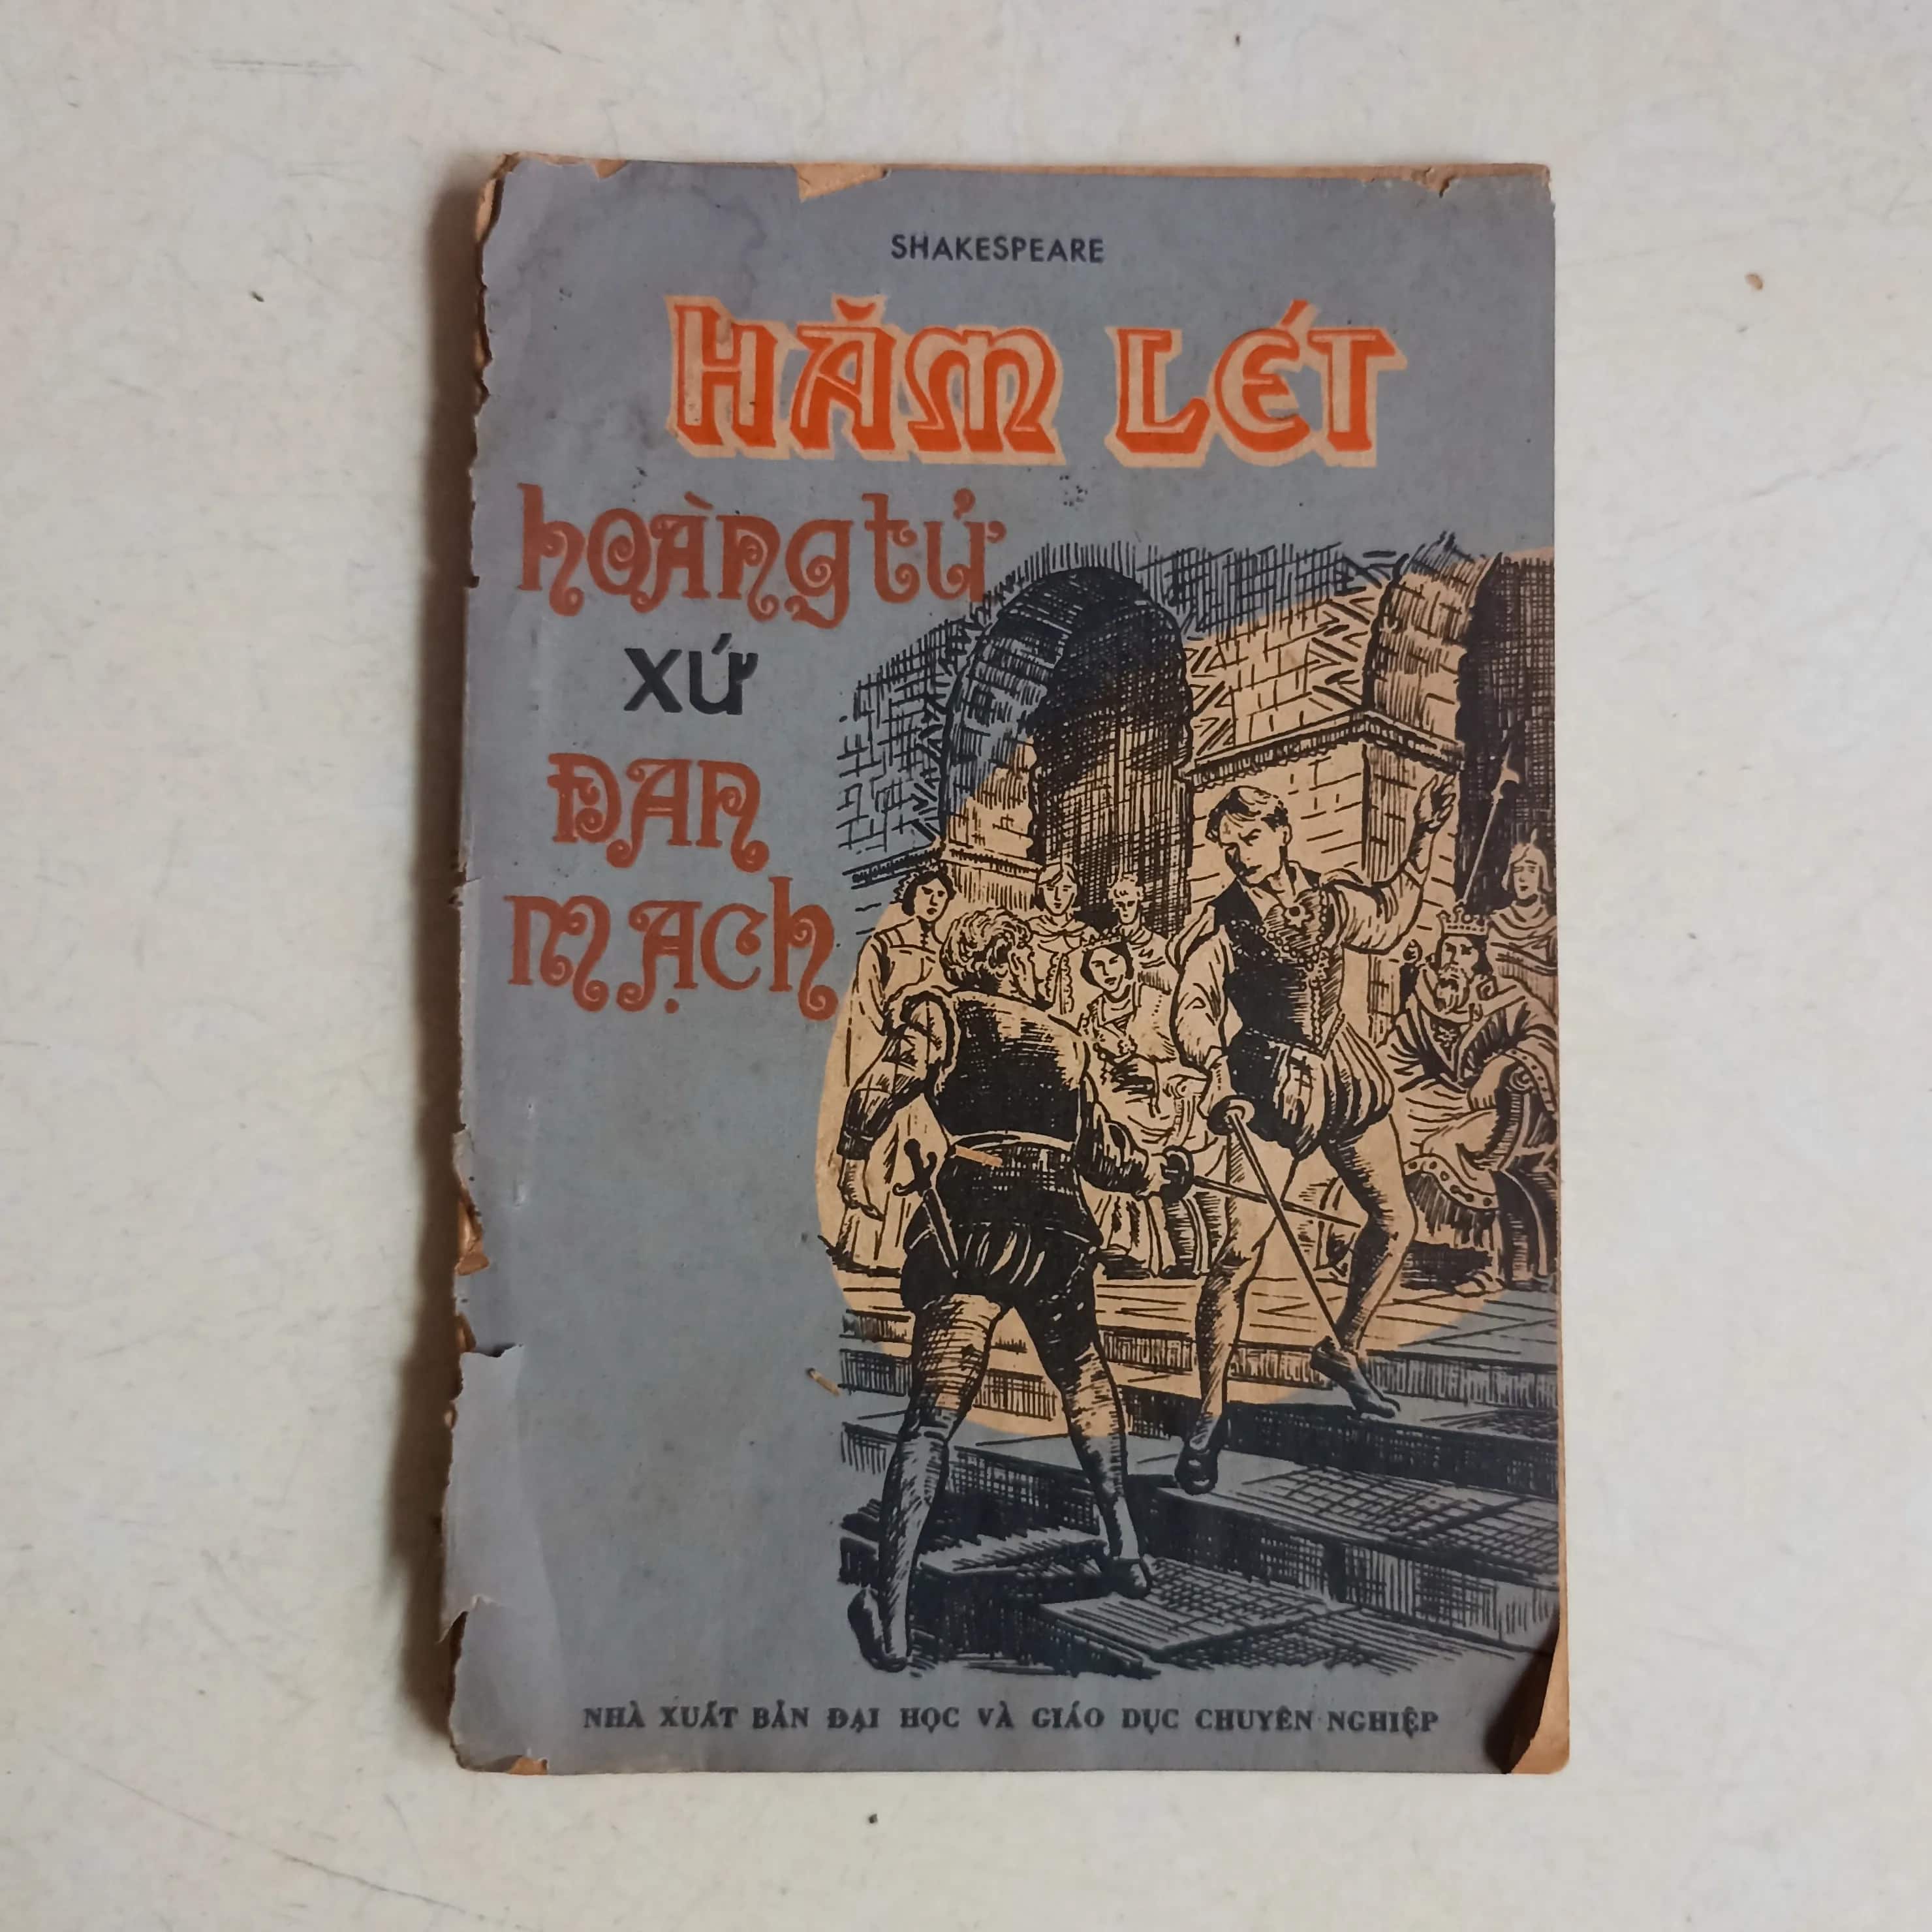 SHAKESPEARE
HĂM LÉT
hoàng tử
xứ
ĐAN
MẠCh
NHÀ XUẤT BẢN ĐẠI HỌC VÀ GIÁO DỤC CHUYÊN NGHIỆP